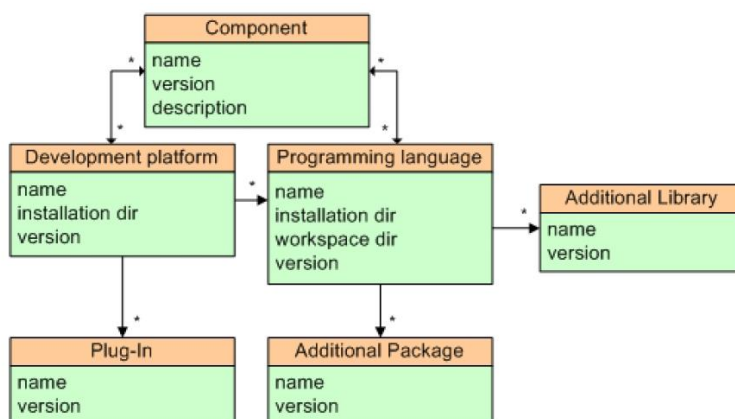 Component
name
version
description
*
*
*
*
Development platform
name
installation dir
version
*
Programming language
name
installation dir
workspace dir
version
*
Additional Library
name
version
*
*
Plug-In
name
version
Additional Package
name
version